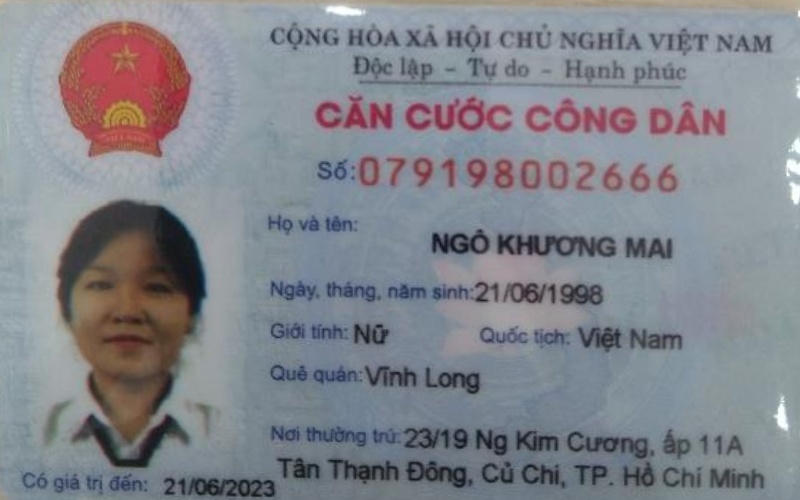 CỘNG HÒA XÃ HỘI CHỦ NGHĨA VIỆT NAM
Độc lập - Tự do - Hạnh phúc
CĂN CƯỚC CÔNG DÂN
Số: 079198002666
Họ và tên:
NGÔ KHƯƠNG MAI
Ngày, tháng, năm sinh: 21/06/1998
Giới tính: Nữ Quốc tịch: Việt Nam
Quê quán: Vĩnh Long
Nơi thường trú: 23/19 Ng Kim Cương, ấp 11A
Tân Thạnh Đông, Củ Chi, TP. Hồ Chí Minh
Có giá trị đến: 21/06/2023